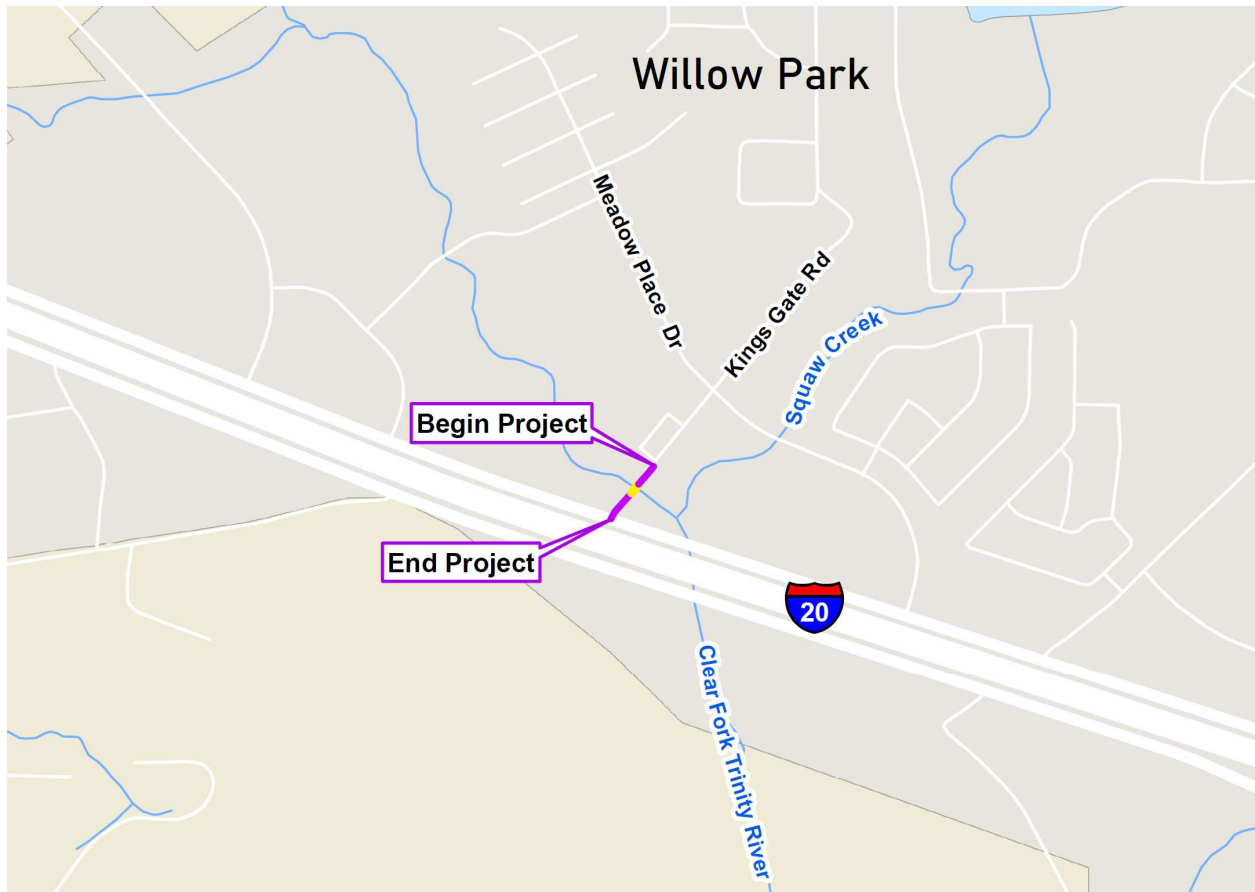 Willow Park
Meadow Place Dr
Kings Gate Rd
Squaw Creek
Begin Project
End Project
20
Clear Fork Trinity River